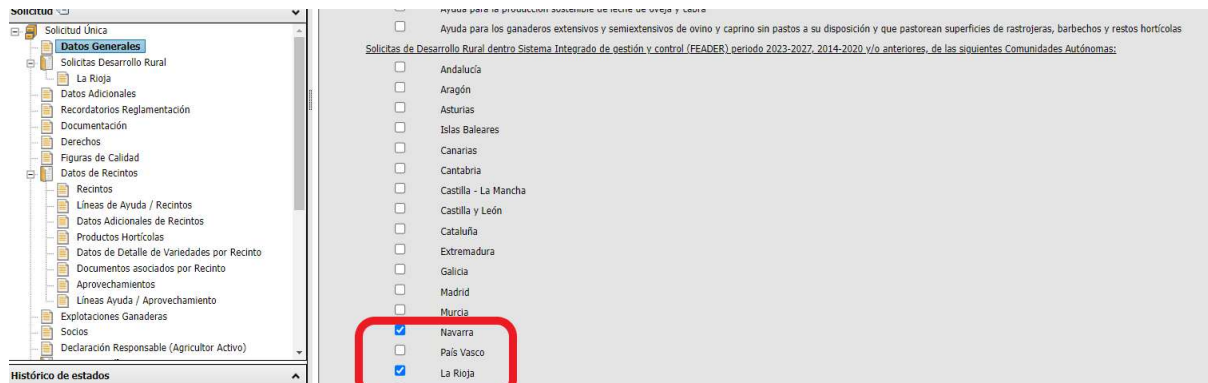 Solicitud
Solicitud Única
Datos Generales
Solicitas Desarrollo Rural
La Rioja
Datos Adicionales
Recordatorios Reglamentación
Documentación
Derechos
Figuras de Calidad
Datos de Recintos
Recintos
Líneas de Ayuda / Recintos
Datos Adicionales de Recintos
Productos Hortícolas
Datos de Detalle de Variedades por Recinto
Documentos asociados por Recinto
Aprovechamientos
Líneas Ayuda / Aprovechamiento
Explotaciones Ganaderas
Socios
Declaración Responsable (Agricultor Activo)
Histórico de estados
Ayuda para la producción sostenible de leche de oveja y cabra
Ayuda para los ganaderos extensivos y semiextensivos de ovino y caprino sin pastos a su disposición y que pastorean superficies de rastrojeras, barbechos y restos hortícolas
Solicitas de Desarrollo Rural dentro Sistema Integrado de gestión y control (FEADER) periodo 2023-2027, 2014-2020 y/o anteriores, de las siguientes Comunidades Autónomas:
Andalucía
Aragón
Asturias
Islas Baleares
Canarias
Cantabria
Castilla - La Mancha
Castilla y León
Cataluña
Extremadura
Galicia
Madrid
Murcia
Navarra
País Vasco
La Rioja